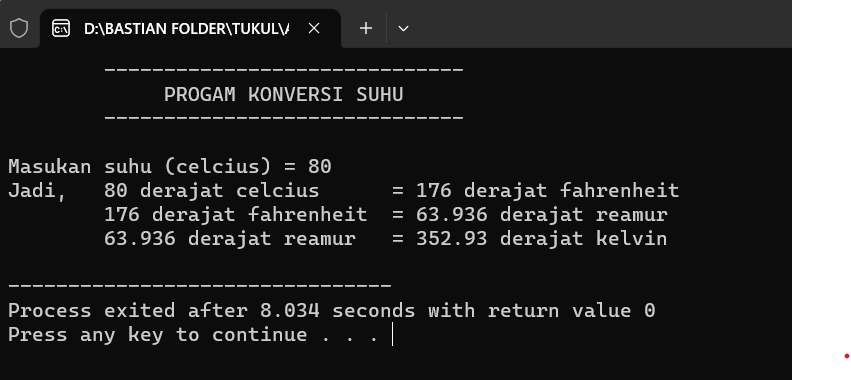 D:\BASTIAN FOLDER\TUKUL\A
------------------------------
PROGAM KONVERSI SUHU
------------------------------
Masukan suhu (celcius) = 80
Jadi,   80 derajat celcius      = 176 derajat fahrenheit
        176 derajat fahrenheit  = 63.936 derajat reamur
        63.936 derajat reamur   = 352.93 derajat kelvin
--------------------------------
Process exited after 8.034 seconds with return value 0
Press any key to continue . . .